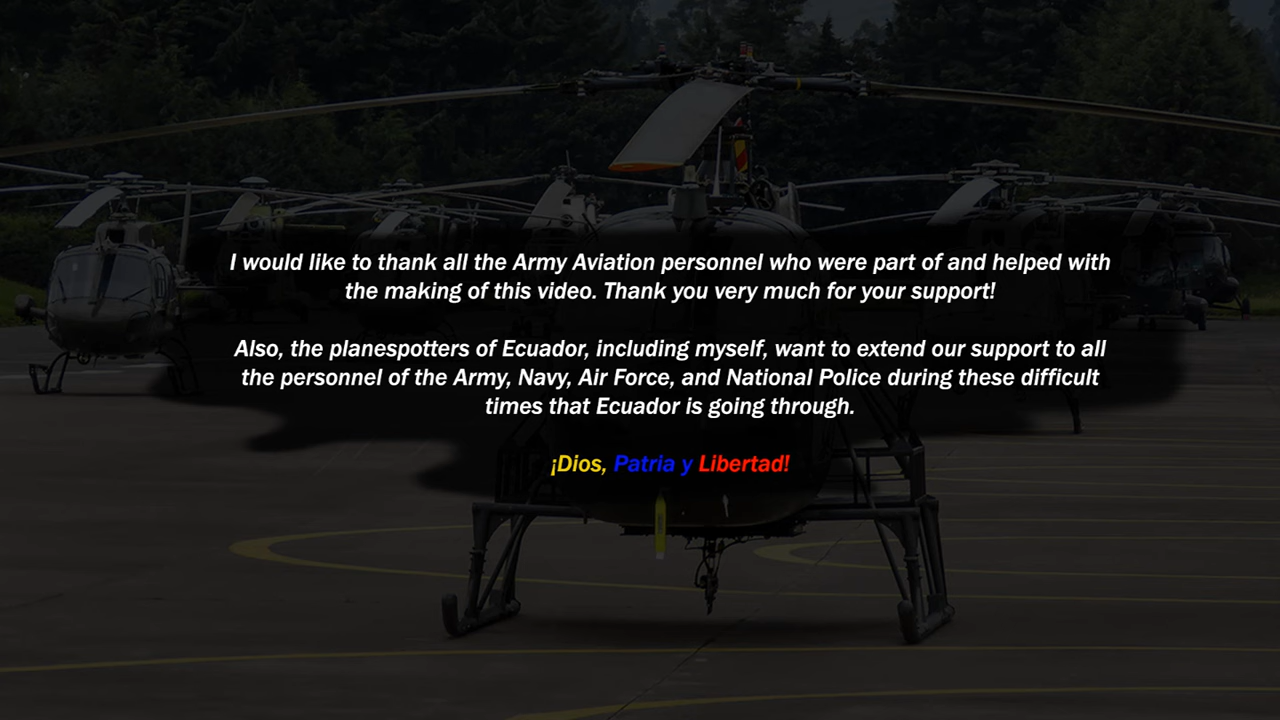 I would like to thank all the Army Aviation personnel who were part of and helped with
the making of this video. Thank you very much for your support!
Also, the planespotters of Ecuador, including myself, want to extend our support to all
the personnel of the Army, Navy, Air Force, and National Police during these difficult
times that Ecuador is going through.
¡Dios, Patria y Libertad!